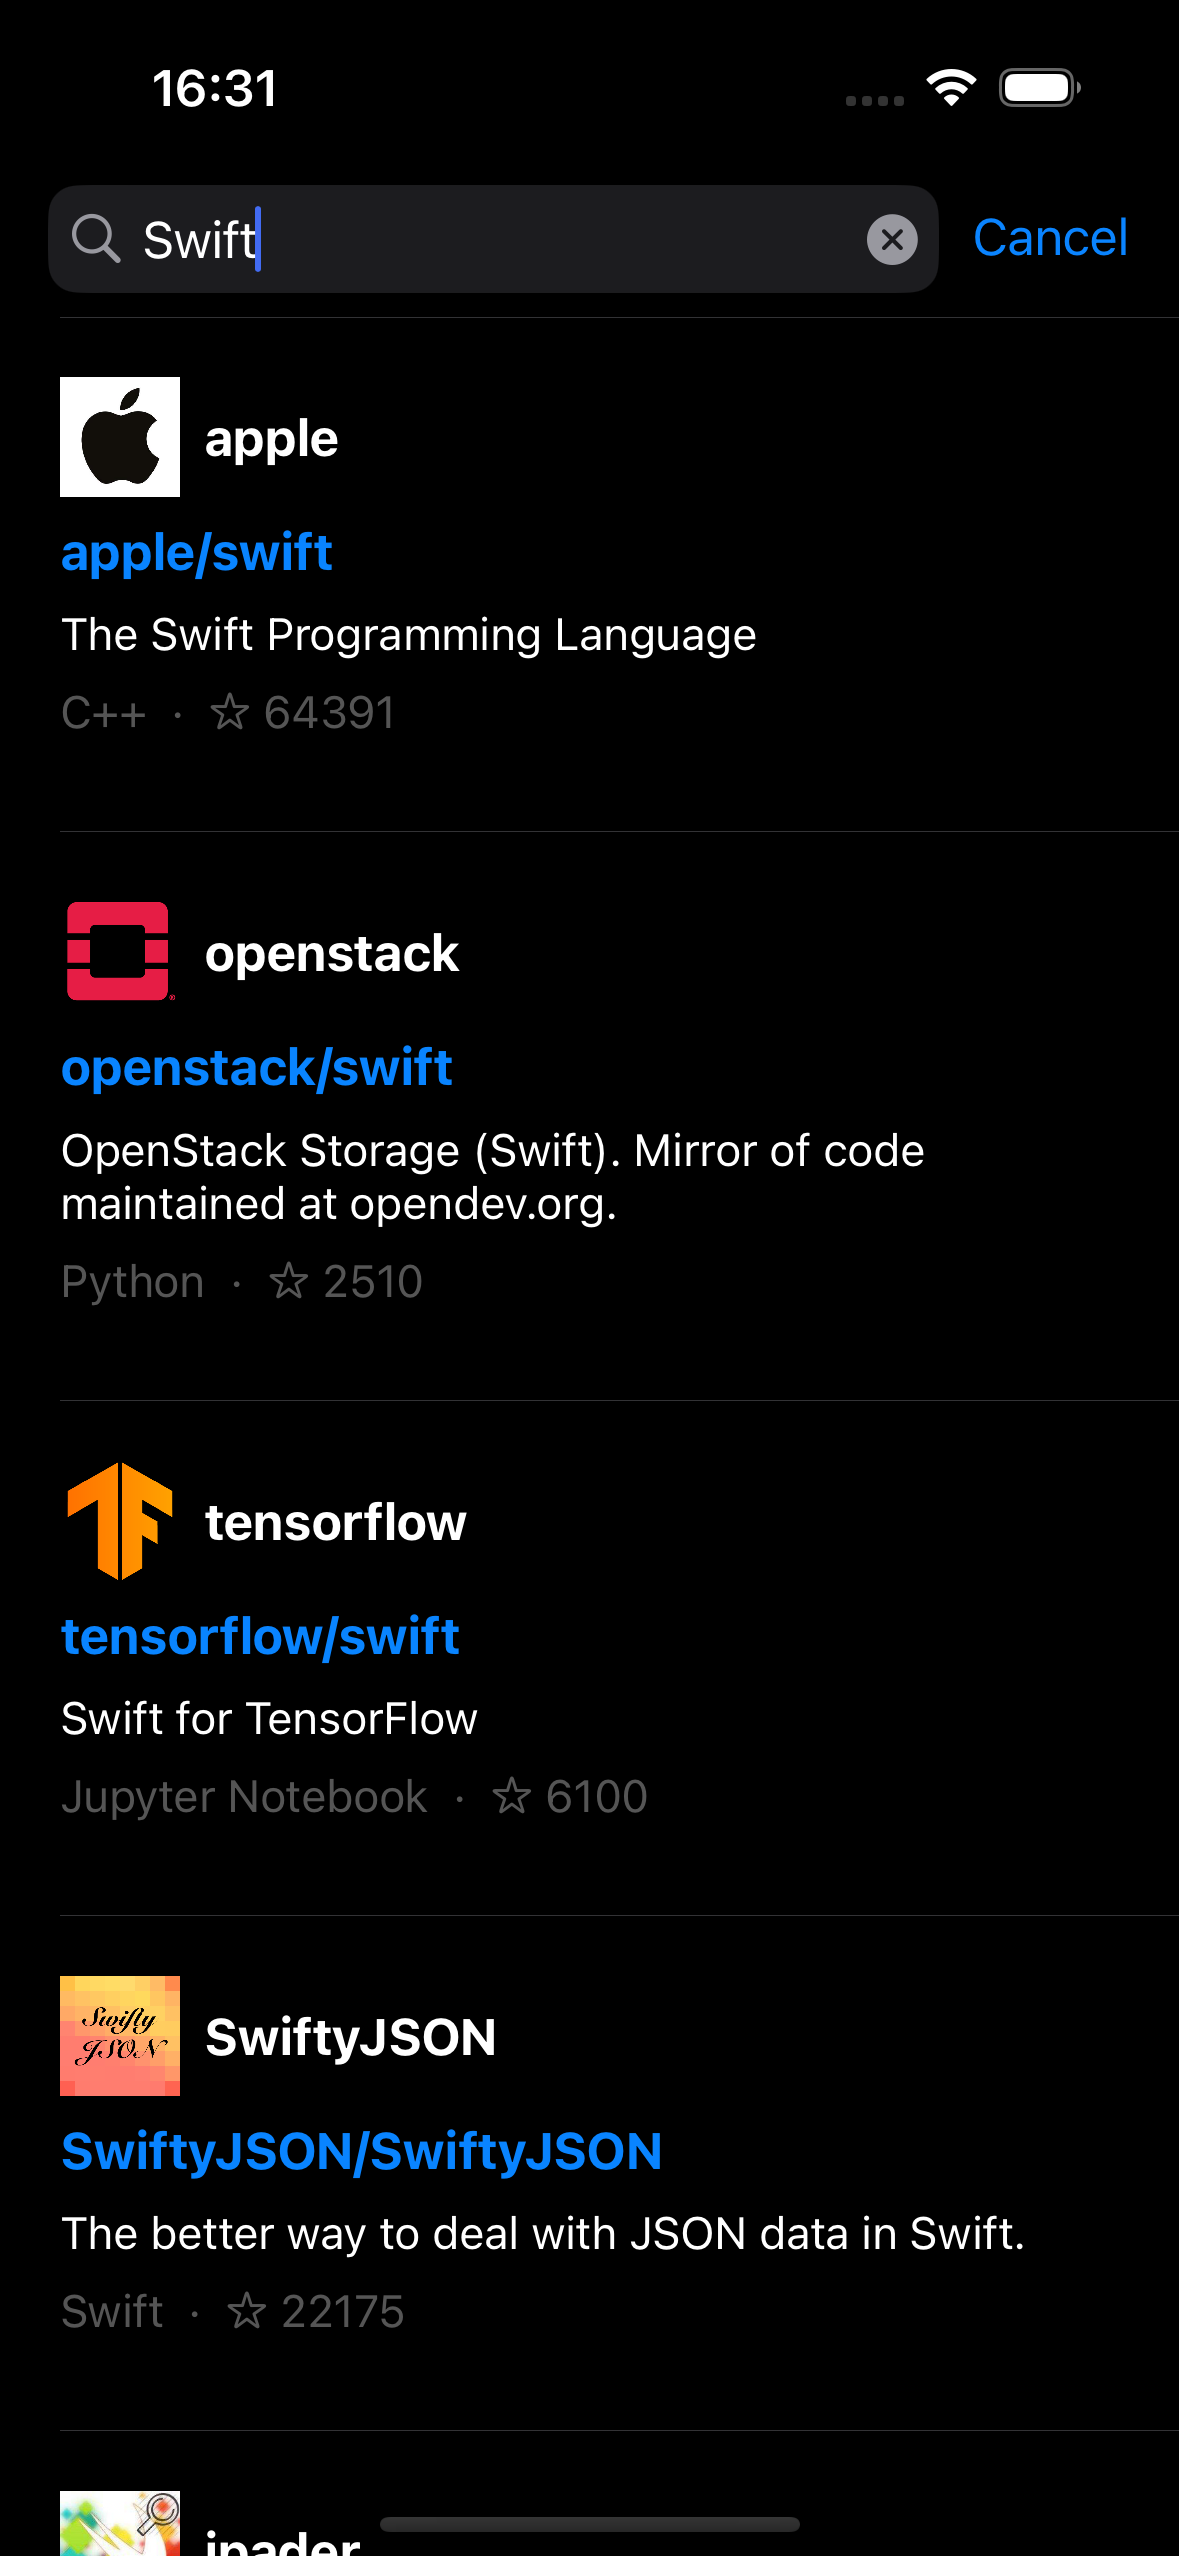 16:31
Swift
Cancel
apple
apple/swift
The Swift Programming Language
C++ · ☆ 64391
openstack
openstack/swift
OpenStack Storage (Swift). Mirror of code
maintained at opendev.org.
Python · ☆ 2510
tensorflow
tensorflow/swift
Swift for TensorFlow
Jupyter Notebook · ☆ 6100
Swifty
JSON
SwiftyJSON
SwiftyJSON/SwiftyJSON
The better way to deal with JSON data in Swift.
Swift · ☆ 22175